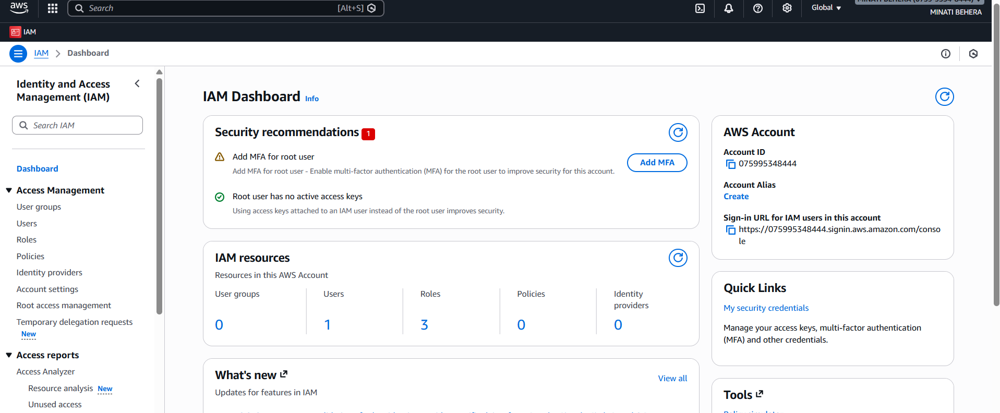 aws
Search
[Alt+S]
Global
MINATI BEHERA (0759-9534-8444)
MINATI BEHERA
IAM
IAM
Dashboard
Identity and Access
Management (IAM)
Search IAM
Dashboard
Access Management
User groups
Users
Roles
Policies
Identity providers
Account settings
Root access management
Temporary delegation requests
New
Access reports
Access Analyzer
Resource analysis New
Unused access
IAM Dashboard Info
Security recommendations 1
Add MFA for root user
Add MFA for root user - Enable multi-factor authentication (MFA) for the root user to improve security for this account.
Add MFA
Root user has no active access keys
Using access keys attached to an IAM user instead of the root user improves security.
IAM resources
Resources in this AWS Account
User groups
0
Users
1
Roles
3
Policies
0
Identity
providers
0
What's new
View all
Updates for features in IAM
AWS Account
Account ID
075995348444
Account Alias
Create
Sign-in URL for IAM users in this account
https://075995348444.signin.aws.amazon.com/conso
le
Quick Links
My security credentials
Manage your access keys, multi-factor authentication
(MFA) and other credentials.
Tools
Policy simulator